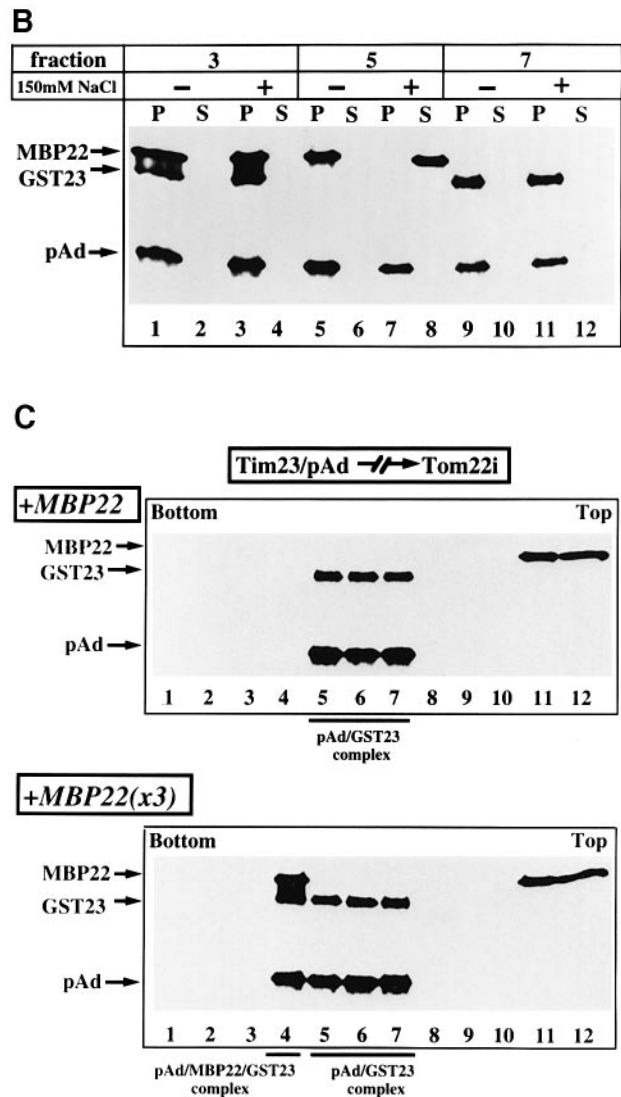 B
fraction 3 5 7
150mM NaCl – + – + – +
P S P S P S P S P S P S
MBP22
GST23
pAd
1 2 3 4 5 6 7 8 9 10 11 12
C
Tim23/pAd Tom22i
+MBP22
Bottom Top
MBP22
GST23
pAd
1 2 3 4 5 6 7 8 9 10 11 12
pAd/GST23
complex
+MBP22(x3)
Bottom Top
MBP22
GST23
pAd
1 2 3 4 5 6 7 8 9 10 11 12
pAd/MBP22/GST23 pAd/GST23
complex complex